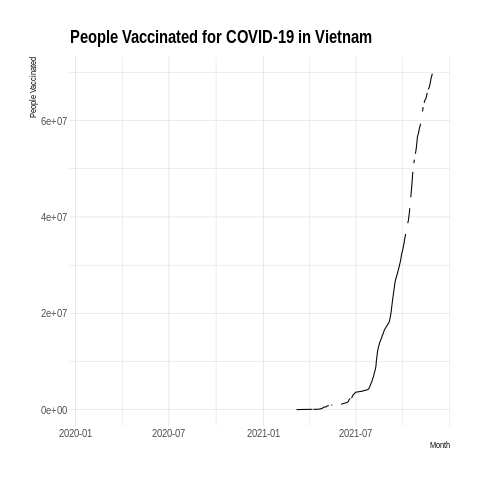 People Vaccinated for COVID-19 in Vietnam
People Vaccinated
6e+07
4e+07
2e+07
0e+00
2020-01 2020-07 2021-01 2021-07
Month